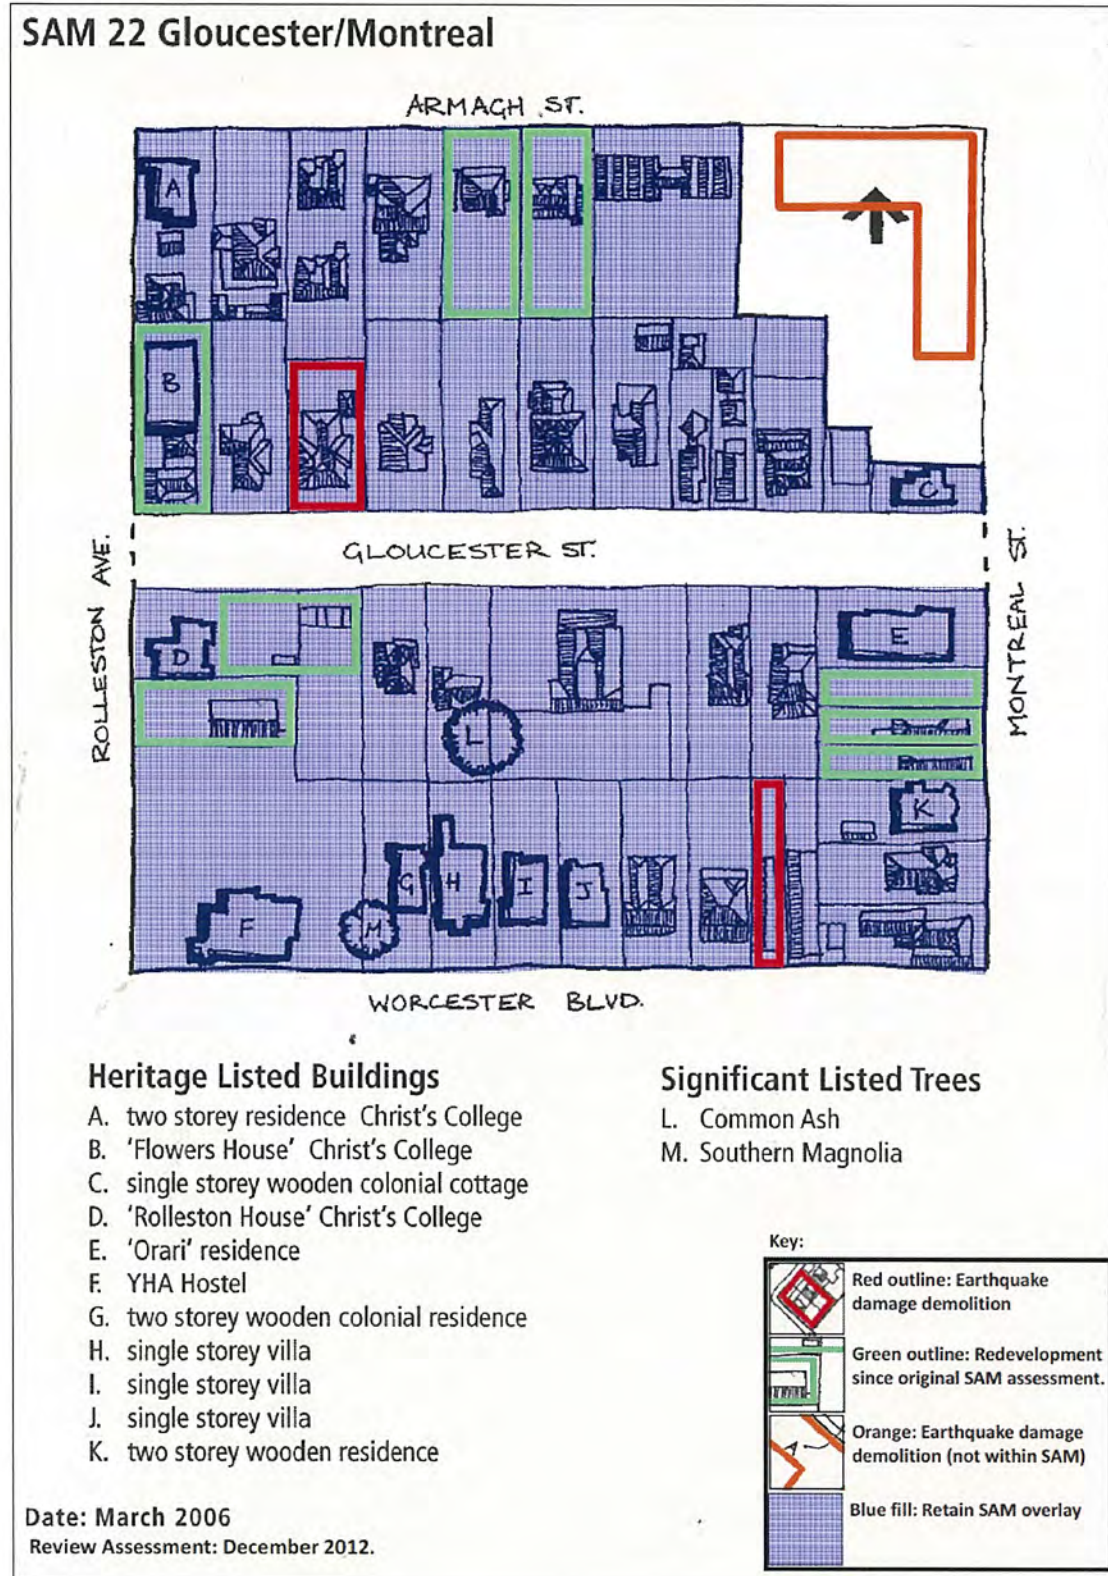 SAM 22 Gloucester/Montreal
ARMAGH ST.
A
B
C
ROLLESTON AVE.
GLOUCESTER ST.
MONTREAL ST.
D
E
L
K
G
H
I
J
F
M
WORCESTER BLVD.
Heritage Listed Buildings
A. two storey residence Christ's College
B. 'Flowers House' Christ's College
C. single storey wooden colonial cottage
D. 'Rolleston House' Christ's College
E. 'Orari' residence
F. YHA Hostel
G. two storey wooden colonial residence
H. single storey villa
I. single storey villa
J. single storey villa
K. two storey wooden residence
Significant Listed Trees
L. Common Ash
M. Southern Magnolia
Key:
Red outline: Earthquake
damage demolition
Green outline: Redevelopment
since original SAM assessment.
Orange: Earthquake damage
demolition (not within SAM)
Blue fill: Retain SAM overlay
Date: March 2006
Review Assessment: December 2012.